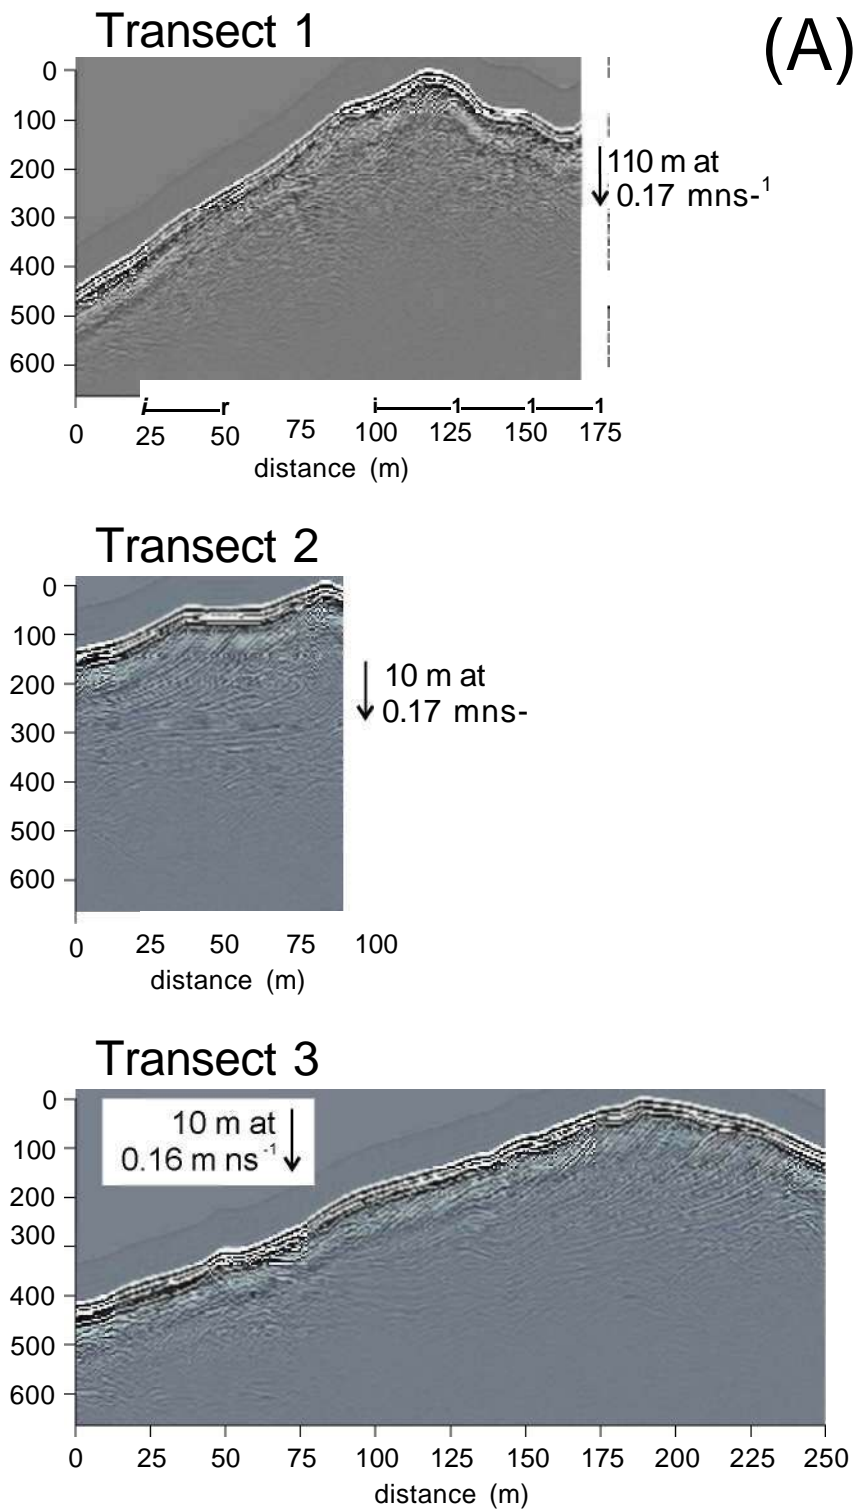 Transect 1
(A)
0
100
200
300
400
500
600
110 m at
0.17 mns-1
i r i 1 1 1
0 25 50 75 100 125 150 175
distance (m)
Transect 2
0
100
200
300
400
500
600
10 m at
0.17 mns-
0 25 50 75 100
distance (m)
Transect 3
0
100
200
300
400
500
600
10 m at
0.16 m ns-1
0 25 50 75 100 125 150 175 200 225 250
distance (m)